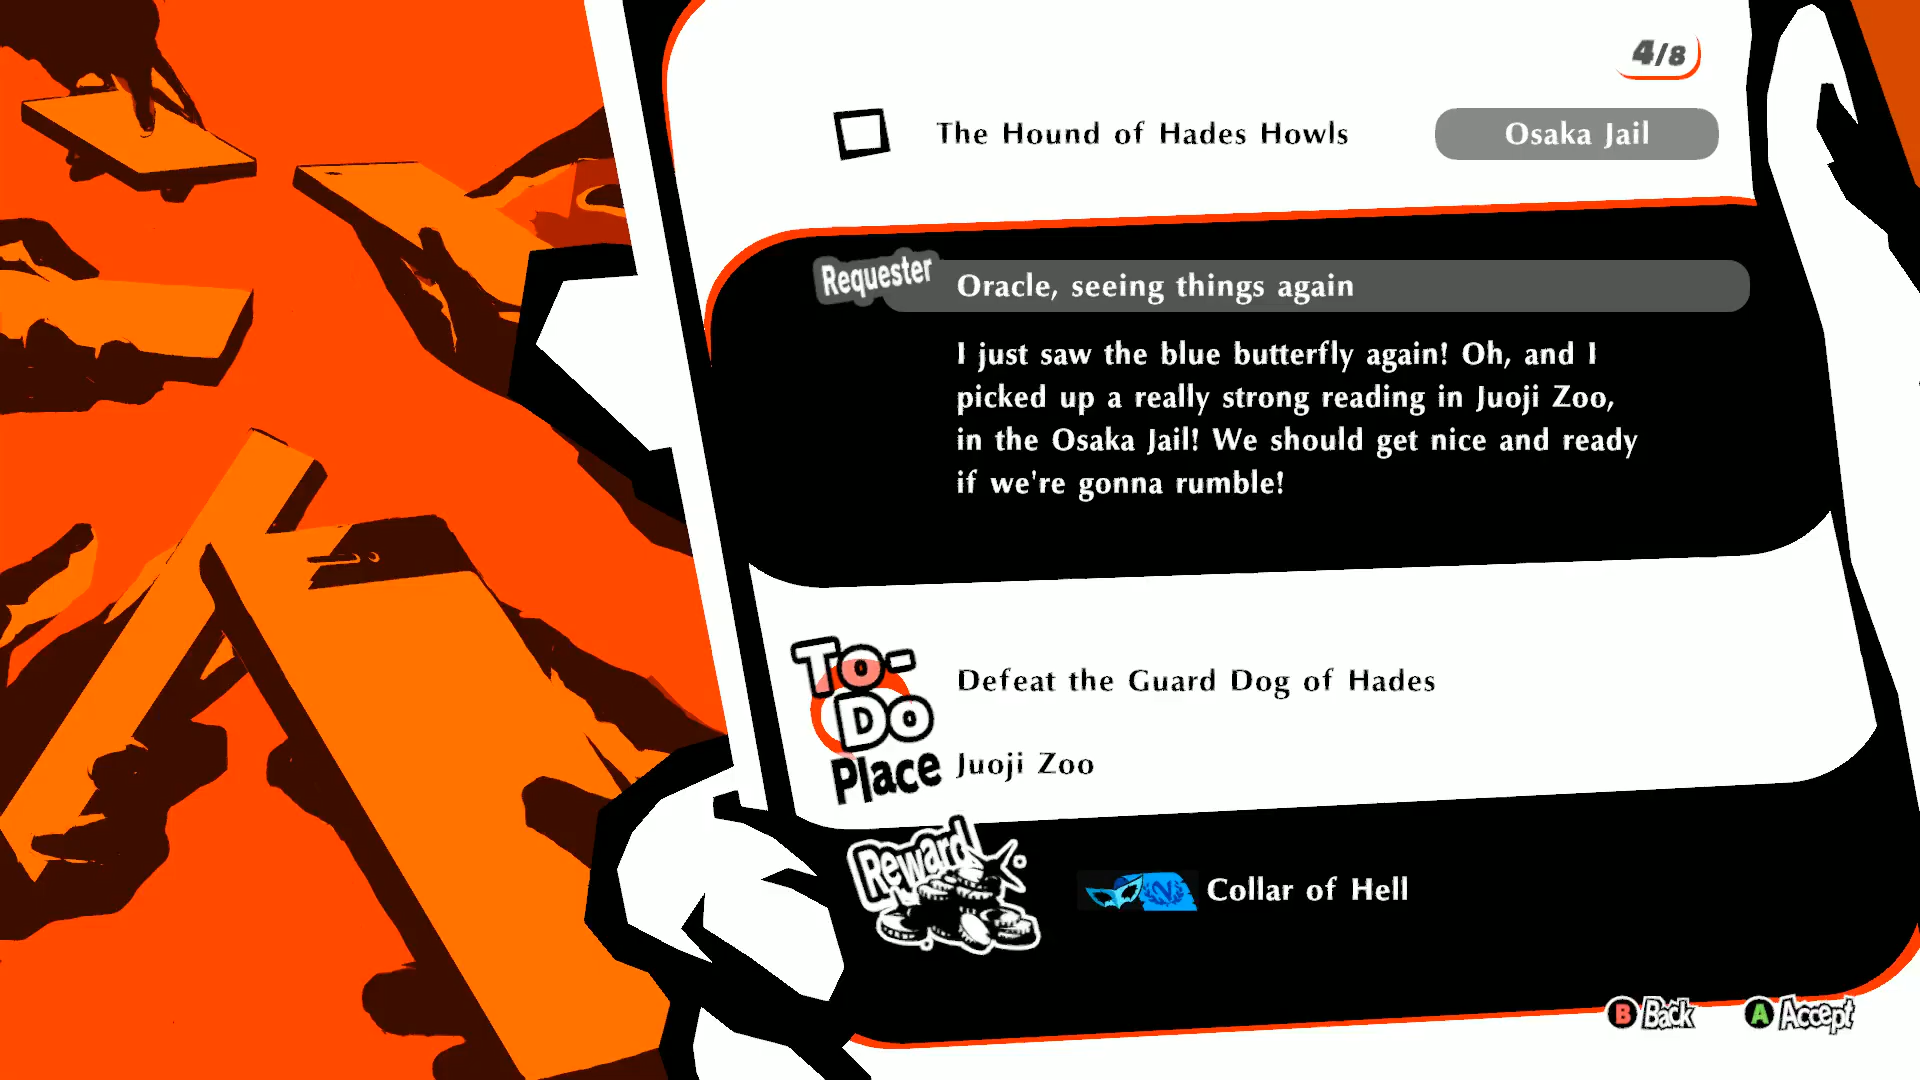 4/8
The Hound of Hades Howls
Osaka Jail
Requester
Oracle, seeing things again
I just saw the blue butterfly again! Oh, and I
picked up a really strong reading in Juoji Zoo,
in the Osaka Jail! We should get nice and ready
if we're gonna rumble!
To-
Do
Defeat the Guard Dog of Hades
Place
Juoji Zoo
Reward
Collar of Hell
B Back
A Accept